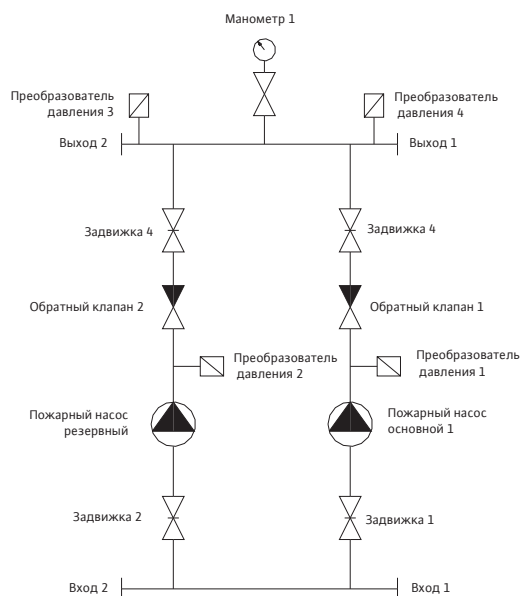 Манометр 1
Преобразователь
давления 3
Преобразователь
давления 4
Выход 2
Выход 1
Задвижка 4
Задвижка 4
Обратный клапан 2
Обратный клапан 1
Преобразователь
давления 2
Преобразователь
давления 1
Пожарный насос
резервный
Пожарный насос
основной 1
Задвижка 2
Задвижка 1
Вход 2
Вход 1